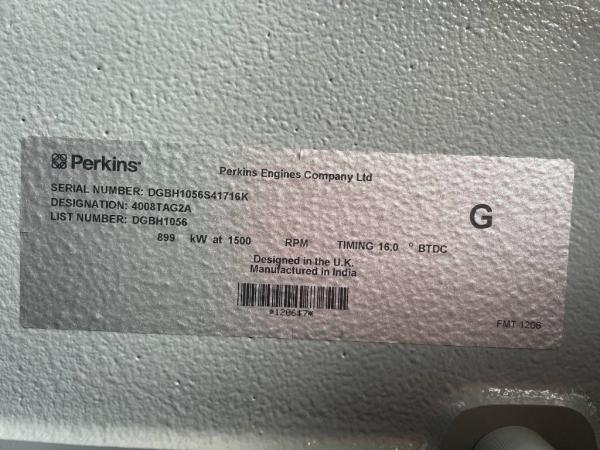 Perkins
Perkins Engines Company Ltd
SERIAL NUMBER: DGBH1056S41716K
DESIGNATION: 4008TAG2A
LIST NUMBER: DGBH1056
G
899 kW at 1500 RPM TIMING 16.0 ° BTDC
Designed in the U.K.
Manufactured in India
*120647*
FMT 1206